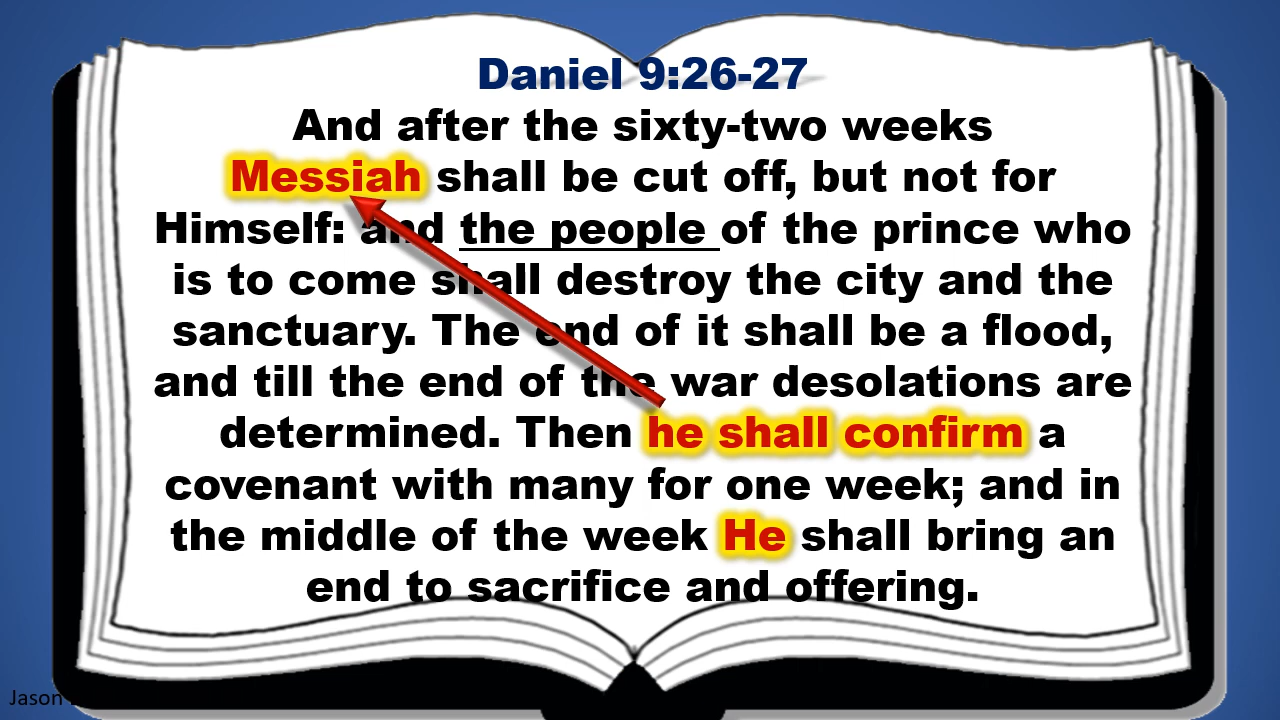 Daniel 9:26-27
And after the sixty-two weeks
Messiah shall be cut off, but not for
Himself: and the people of the prince who
is to come shall destroy the city and the
sanctuary. The end of it shall be a flood,
and till the end of the war desolations are
determined. Then he shall confirm a
covenant with many for one week; and in
the middle of the week He shall bring an
end to sacrifice and offering.
Jason